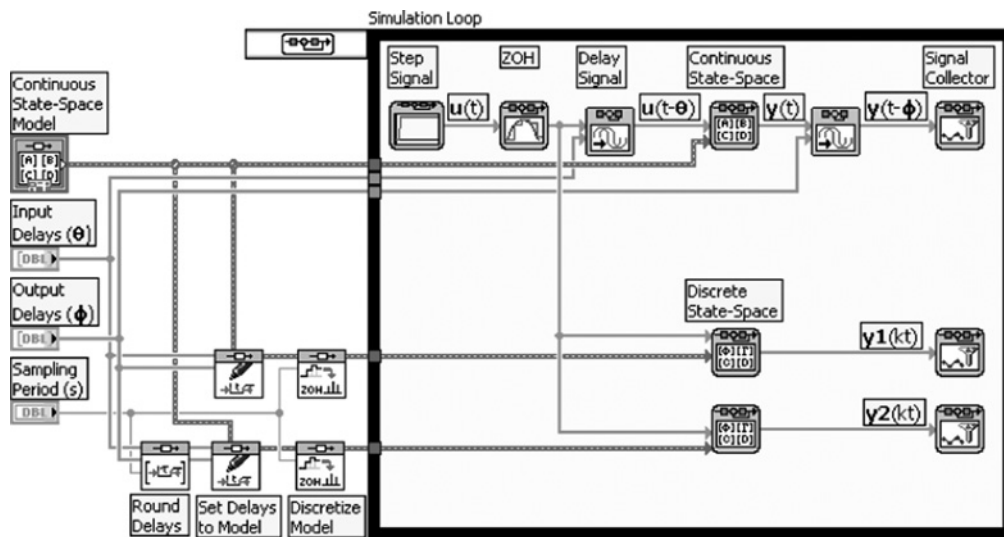 Simulation Loop
Continuous
State-Space
Model
[A] [B]
[C] [D]
Input
Delays (θ)
[DBL]
Output
Delays (ϕ)
[DBL]
Sampling
Period (s)
DBL
Round
Delays
Set Delays
to Model
ZOH
Discretize
Model
ZOH
Step
Signal
u(t)
ZOH
Delay
Signal
u(t-θ)
Continuous
State-Space
[A][B]
[C][D]
y(t)
y(t-ϕ)
Signal
Collector
Discrete
State-Space
[Φ][Γ]
[C][D]
y1(kt)
[Φ][Γ]
[C][D]
y2(kt)